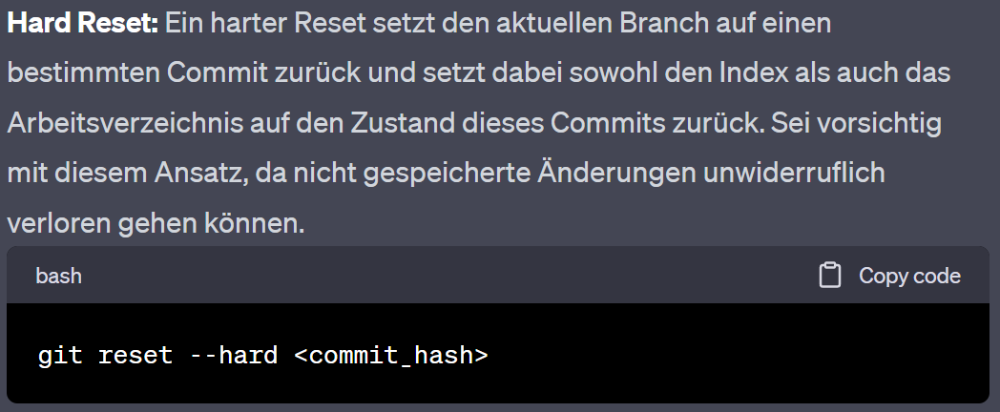 Hard Reset: Ein harter Reset setzt den aktuellen Branch auf einen
bestimmten Commit zurück und setzt dabei sowohl den Index als auch das
Arbeitsverzeichnis auf den Zustand dieses Commits zurück. Sei vorsichtig
mit diesem Ansatz, da nicht gespeicherte Änderungen unwiderruflich
verloren gehen können.
bash
Copy code
git reset --hard <commit_hash>